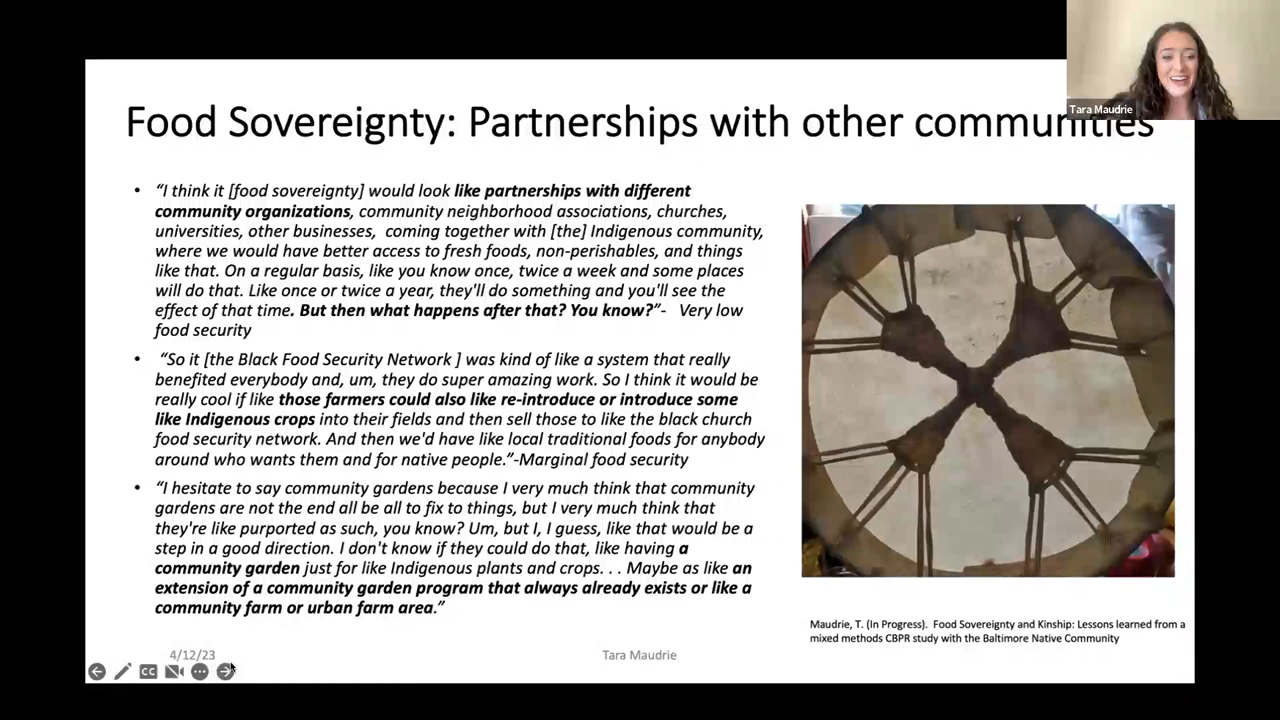 Food Sovereignty: Partnerships with other communities
Tara Maudrie
• “I think it [food sovereignty] would look like partnerships with different
community organizations, community neighborhood associations, churches,
universities, other businesses, coming together with [the] Indigenous community,
where we would have better access to fresh foods, non-perishables, and things
like that. On a regular basis, like you know once, twice a week and some places
will do that. Like once or twice a year, they'll do something and you'll see the
effect of that time. But then what happens after that? You know?”- Very low
food security
• “So it [the Black Food Security Network ] was kind of like a system that really
benefited everybody and, um, they do super amazing work. So I think it would be
really cool if like those farmers could also like re-introduce or introduce some
like Indigenous crops into their fields and then sell those to like the black church
food security network. And then we'd have like local traditional foods for anybody
around who wants them and for native people.”-Marginal food security
• “I hesitate to say community gardens because I very much think that community
gardens are not the end all be all to fix to things, but I very much think that
they're like purported as such, you know? Um, but I, I guess, like that would be a
step in a good direction. I don't know if they could do that, like having a
community garden just for like Indigenous plants and crops. . . Maybe as like an
extension of a community garden program that always already exists or like a
community farm or urban farm area.”
Maudrie, T. (In Progress). Food Sovereignty and Kinship: Lessons learned from a
mixed methods CBPR study with the Baltimore Native Community
4/12/23
Tara Maudrie
CC